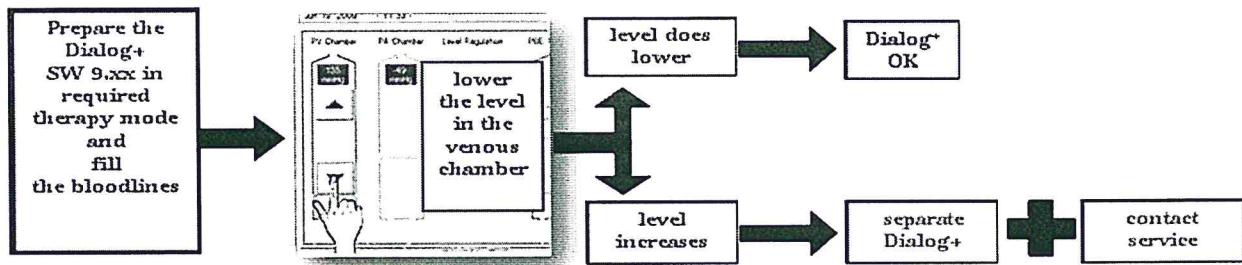 Prepare the
Dialog+
SW 9.xx in
required
therapy mode
and
fill
the bloodlines
PV Chamber PA Chamber Level Regulation
lower
the level
in the
venous
chamber
level does
lower
Dialog+
OK
level
increases
separate
Dialog+
contact
service